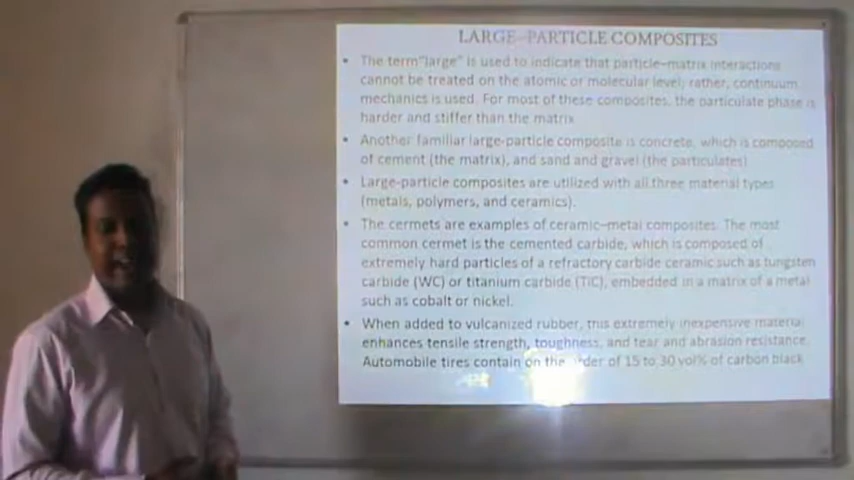 LARGE–PARTICLE COMPOSITES
• The term "large" is used to indicate that particle–matrix interactions
cannot be treated on the atomic or molecular level; rather, continuum
mechanics is used. For most of these composites, the particulate phase is
harder and stiffer than the matrix
• Another familiar large-particle composite is concrete, which is composed
of cement (the matrix), and sand and gravel (the particulates)
• Large-particle composites are utilized with all three material types
(metals, polymers, and ceramics).
• The cermets are examples of ceramic–metal composites. The most
common cermet is the cemented carbide, which is composed of
extremely hard particles of a refractory carbide ceramic such as tungsten
carbide (WC) or titanium carbide (TiC), embedded in a matrix of a metal
such as cobalt or nickel.
• When added to vulcanized rubber, this extremely inexpensive material
enhances tensile strength, toughness, and tear and abrasion resistance.
Automobile tires contain on the order of 15 to 30 vol% of carbon black